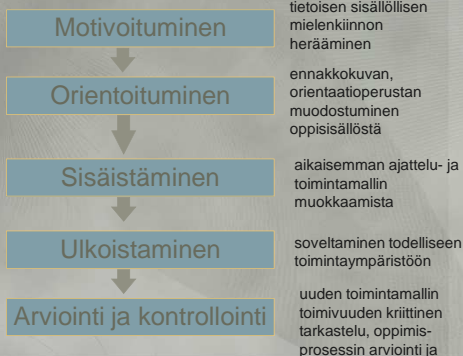 Motivoituminen
tietoisen sisällöllisen
mielenkiinnon
herääminen
Orientoituminen
ennakkokuvan,
orientaatioperustan
muodostuminen
oppisisällöstä
Sisäistäminen
aikaisemman ajattelu- ja
toimintamallin
muokkaamista
Ulkoistaminen
soveltaminen todelliseen
toimintaympäristöön
Arviointi ja kontrollointi
uuden toimintamallin
toimivuuden kriittinen
tarkastelu, oppimis-
prosessin arviointi ja